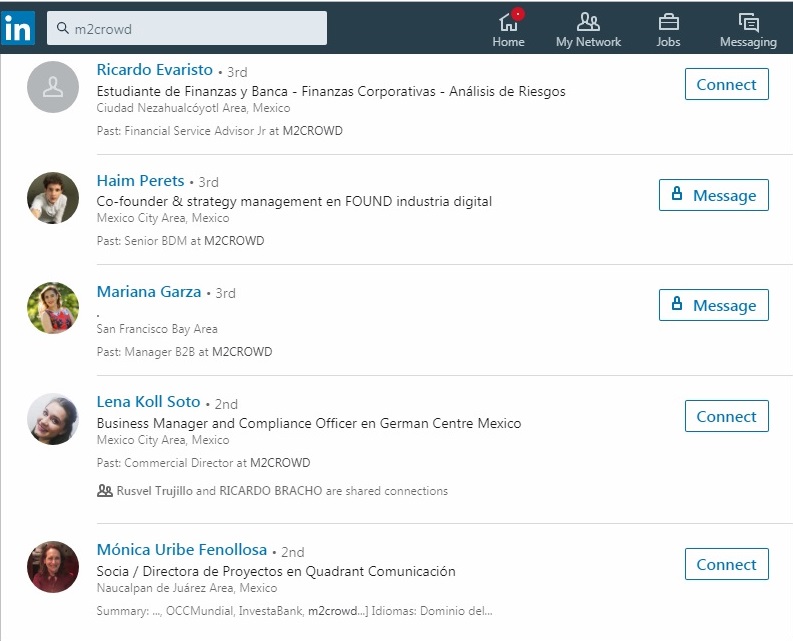 in
m2crowd
Home
My Network
Jobs
Messaging
Ricardo Evaristo • 3rd
Estudiante de Finanzas y Banca - Finanzas Corporativas - Análisis de Riesgos
Ciudad Nezahualcóyotl Area, Mexico
Past: Financial Service Advisor Jr at M2CROWD
Connect
Haim Perets • 3rd
Co-founder & strategy management en FOUND industria digital
Mexico City Area, Mexico
Past: Senior BDM at M2CROWD
Message
Mariana Garza • 3rd
.
San Francisco Bay Area
Past: Manager B2B at M2CROWD
Message
Lena Koll Soto • 2nd
Business Manager and Compliance Officer en German Centre Mexico
Mexico City Area, Mexico
Past: Commercial Director at M2CROWD
Rusvel Trujillo and RICARDO BRACHO are shared connections
Connect
Mónica Uribe Fenollosa • 2nd
Socia / Directora de Proyectos en Quadrant Comunicación
Naucalpan de Juárez Area, Mexico
Summary: ..., OCCMundial, InvestaBank, m2crowd...] Idiomas: Dominio del...
Connect